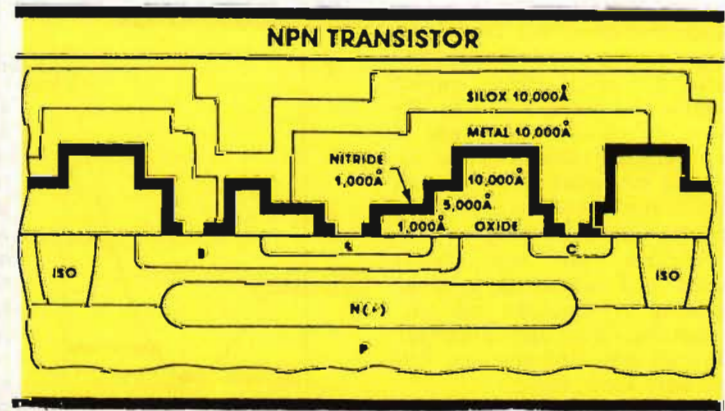 NPN TRANSISTOR
SILOX 10,000Å
METAL 10,000Å
NITRIDE
1,000Å
10,000Å
5,000Å
1,000Å OXIDE
B
C
ISO
ISO
N(+)
P